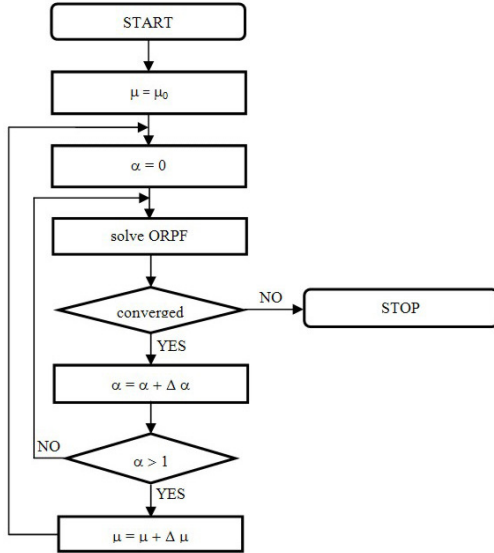 START
μ = μ₀
α = 0
solve ORPF
converged
NO
STOP
YES
α = α + Δ α
NO
α > 1
YES
μ = μ + Δ μ